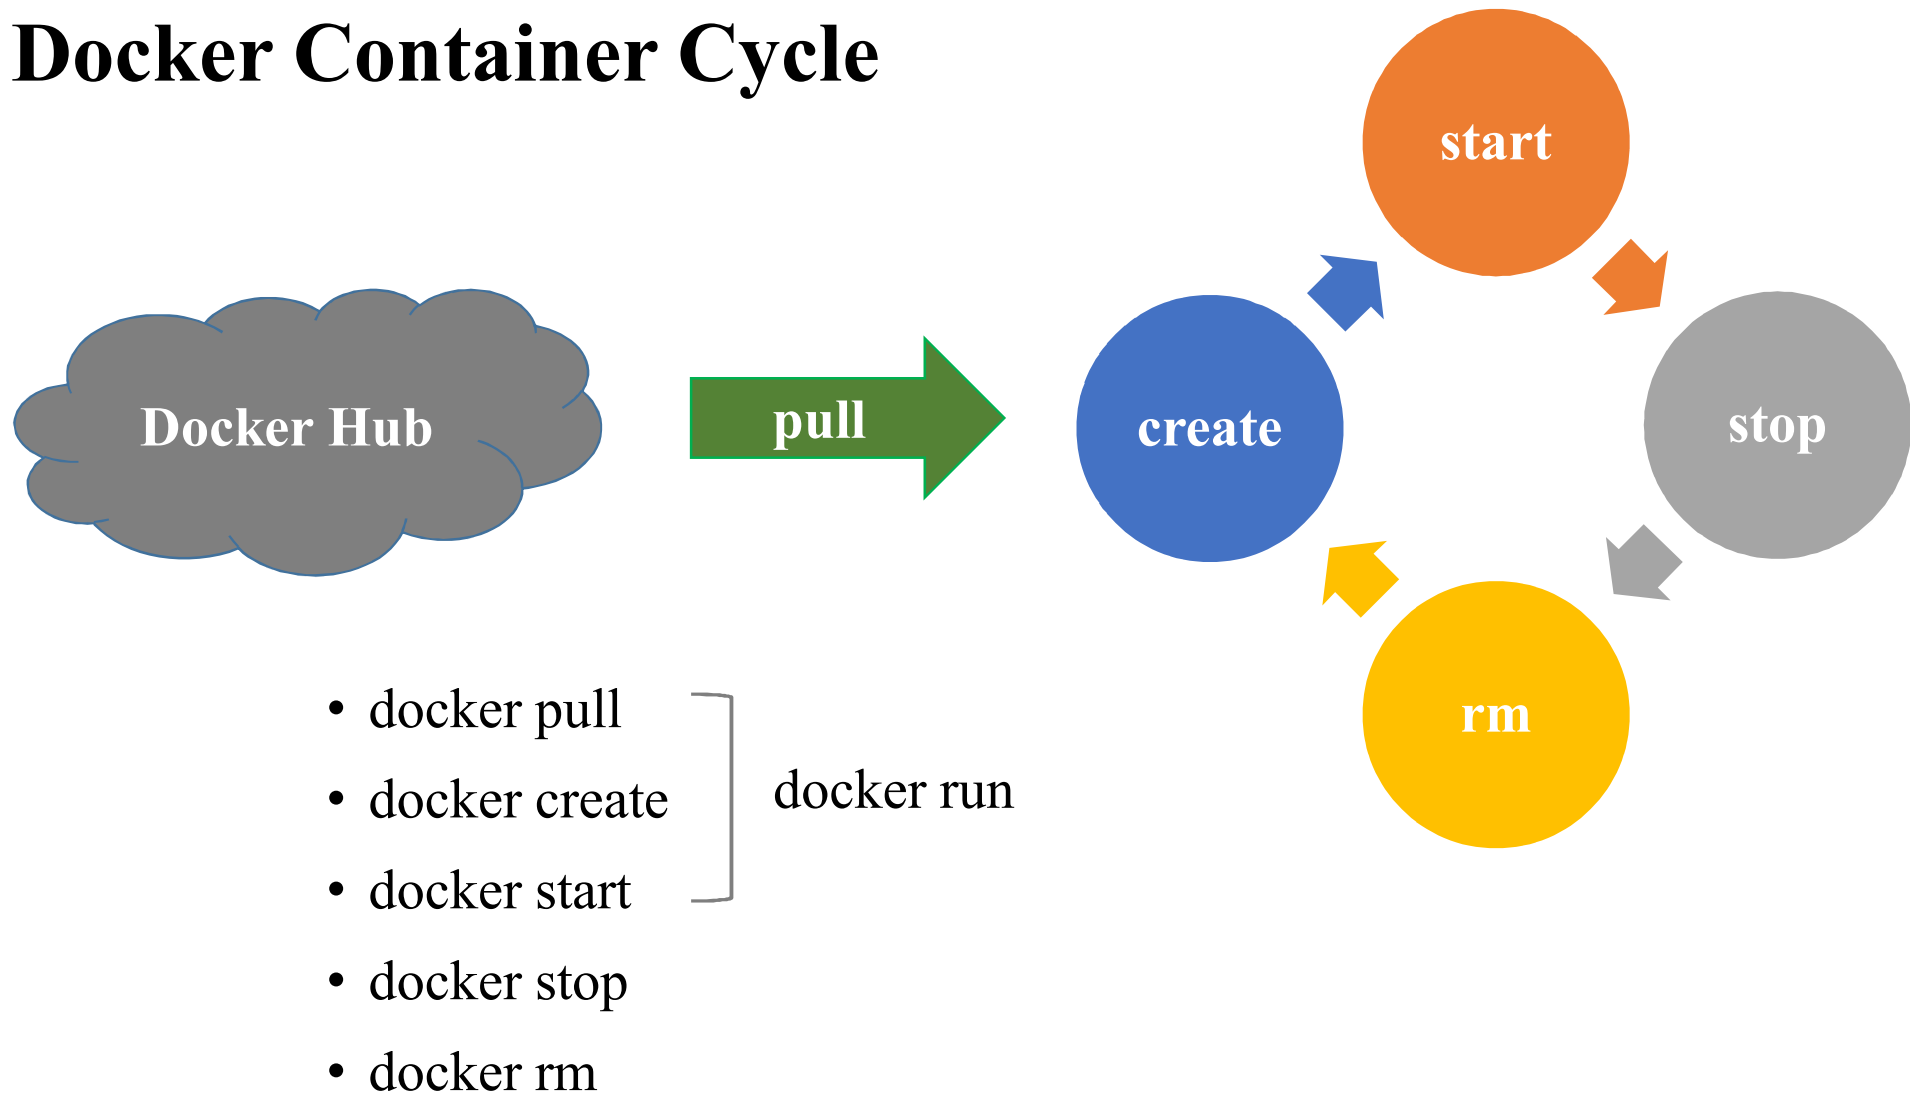 Docker Container Cycle
start
Docker Hub
pull
create
stop
rm
• docker pull
• docker create
docker run
• docker start
• docker stop
• docker rm